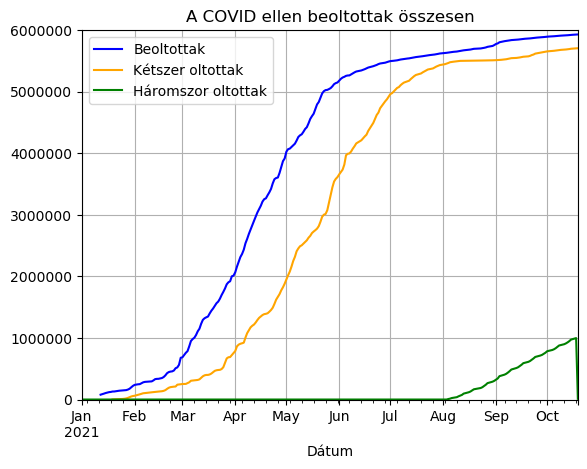 A COVID ellen beoltottak összesen
Beoltottak
Kétszer oltottak
Háromszor oltottak
6000000
5000000
4000000
3000000
2000000
1000000
0
Jan Feb Mar Apr May Jun Jul Aug Sep Oct
2021
Dátum